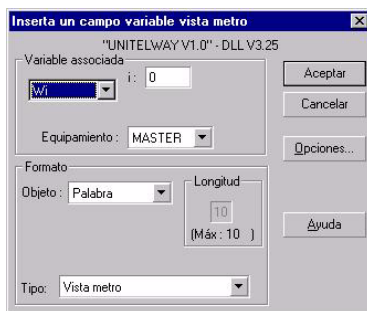 Inserta un campo variable vista metro
"UNITELWAY V1.0" - DLL V3.25
Variable associada
Wi
i: 0
Equipamiento: MASTER
Aceptar
Cancelar
Opciones...
Ayuda
Formato
Objeto: Palabra
Longitud
10
(Máx: 10 )
Tipo: Vista metro